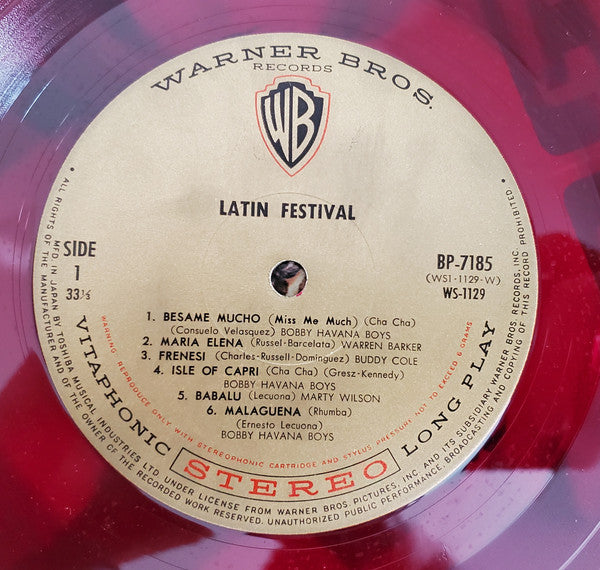 WARNER BROS.
RECORDS
WB
LATIN FESTIVAL
SIDE
1
33⅓
BP-7185
(WS1-1129-W)
WS-1129
1. BESAME MUCHO (Miss Me Much) (Cha Cha)
(Consuelo Velasquez) BOBBY HAVANA BOYS
2. MARIA ELENA (Russel-Barcelata) WARREN BARKER
3. FRENESI (Charles-Russell-Dominguez) BUDDY COLE
4. ISLE OF CAPRI (Cha Cha) (Gresz-Kennedy)
BOBBY HAVANA BOYS
5. BABALU (Lecuona) MARTY WILSON
6. MALAGUENA (Rhumba)
(Ernesto Lecuona)
BOBBY HAVANA BOYS
WARNING: REPRODUCE ONLY WITH STEREOPHONIC CARTRIDGE AND STYLUS PRESSURE NOT TO EXCEED 6 GRAMS
VITAPHONIC STEREO LONG PLAY
• ALL RIGHTS OF THE MANUFACTURER AND OF THE OWNER OF THE RECORDED WORK RESERVED. UNAUTHORIZED PUBLIC PERFORMANCE, BROADCASTING AND COPYING OF THIS RECORD PROHIBITED •
MFD. IN JAPAN BY TOSHIBA MUSICAL INDUSTRIES LTD. UNDER LICENSE FROM WARNER BROS. PICTURES, INC. AND ITS SUBSIDIARY WARNER BROS. RECORDS, INC.